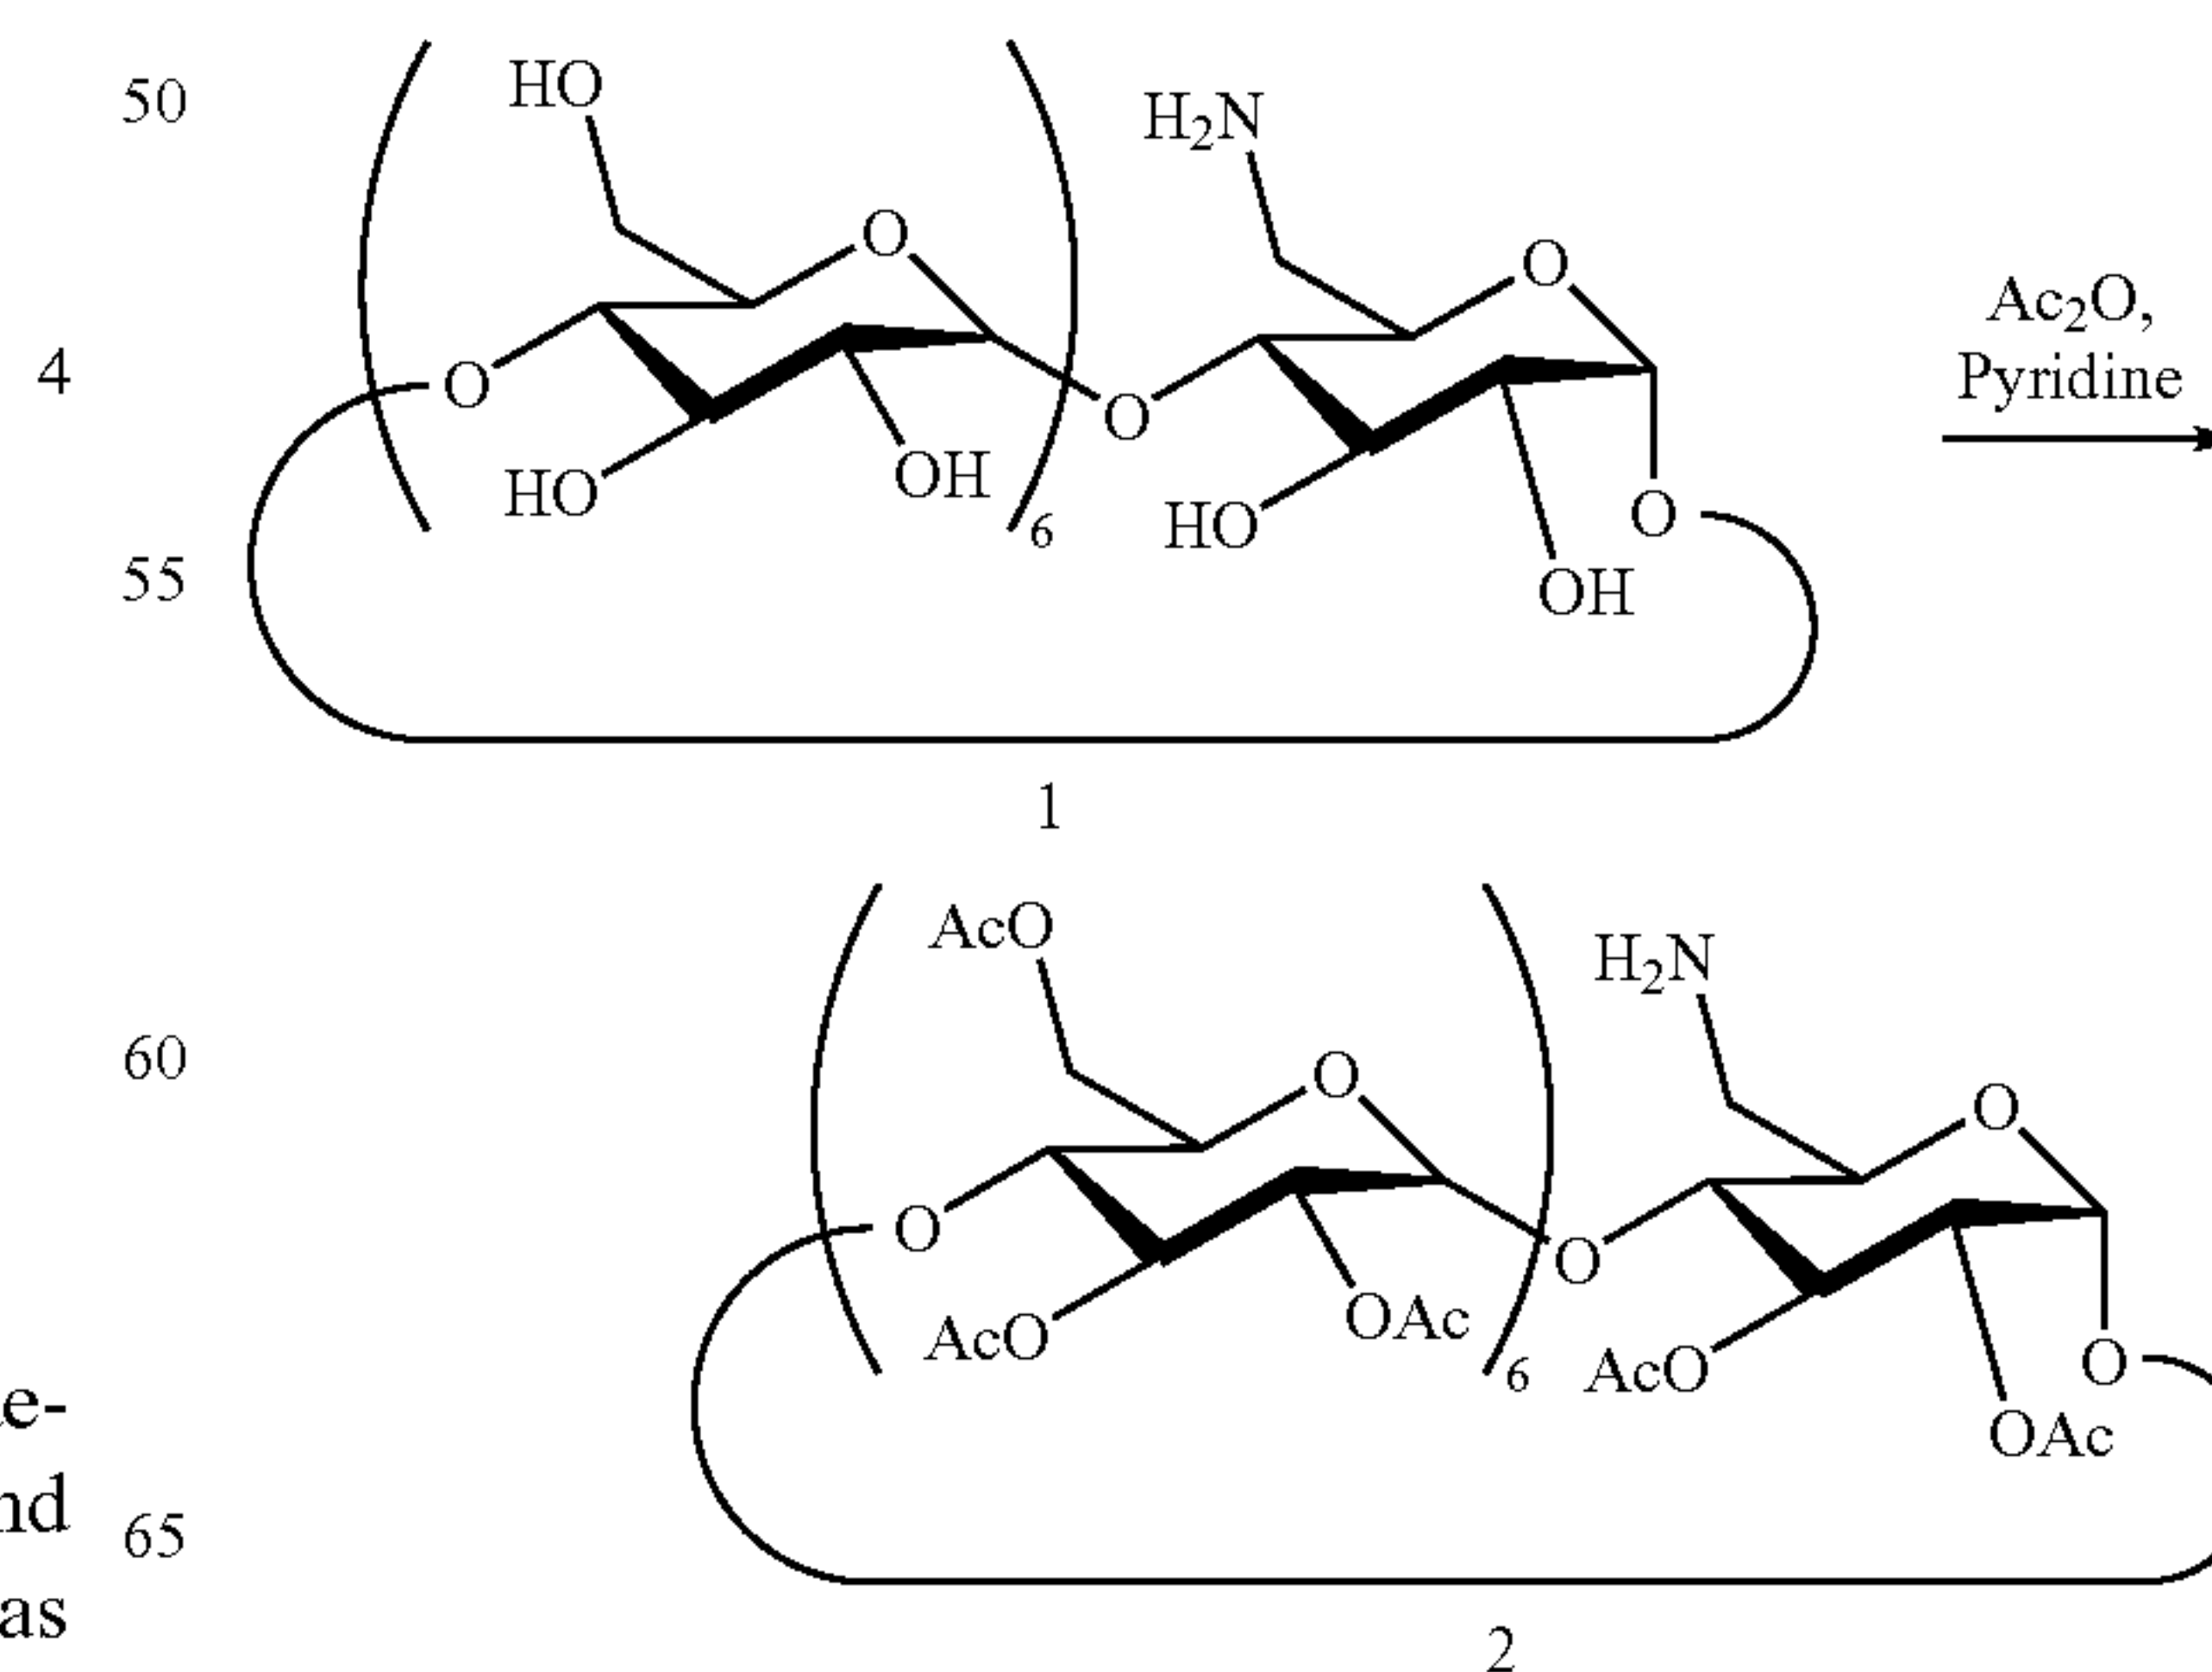 50
HO
H₂N
O
O
Ac₂O,
4
Pyridine
O
O
HO
OH
6
HO
O
55
OH
1
AcO
H₂N
60
O
O
O
O
AcO
OAc
6
AcO
O
e-
OAc
nd
65
as
2